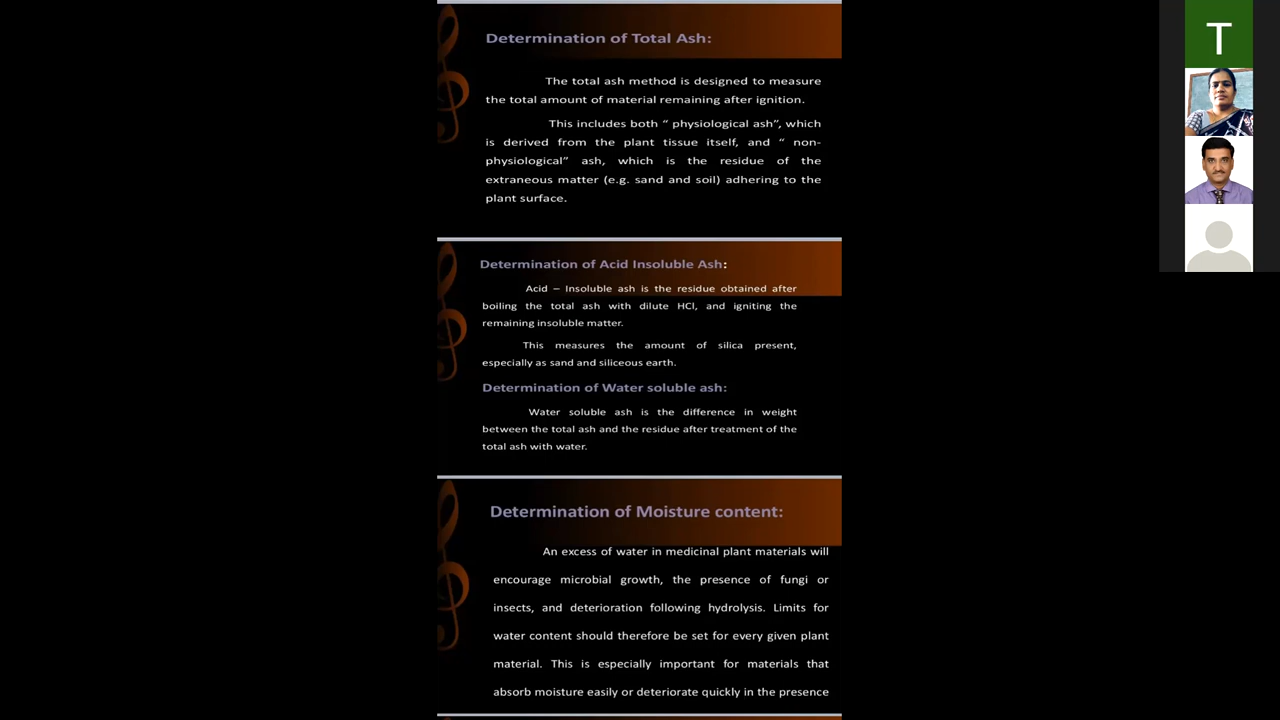 Determination of Total Ash:
The total ash method is designed to measure
the total amount of material remaining after ignition.
This includes both “ physiological ash”, which
is derived from the plant tissue itself, and “ non-
physiological” ash, which is the residue of the
extraneous matter (e.g. sand and soil) adhering to the
plant surface.
Determination of Acid Insoluble Ash:
Acid – Insoluble ash is the residue obtained after
boiling the total ash with dilute HCl, and igniting the
remaining insoluble matter.
This measures the amount of silica present,
especially as sand and siliceous earth.
Determination of Water soluble ash:
Water soluble ash is the difference in weight
between the total ash and the residue after treatment of the
total ash with water.
Determination of Moisture content:
An excess of water in medicinal plant materials will
encourage microbial growth, the presence of fungi or
insects, and deterioration following hydrolysis. Limits for
water content should therefore be set for every given plant
material. This is especially important for materials that
absorb moisture easily or deteriorate quickly in the presence
T